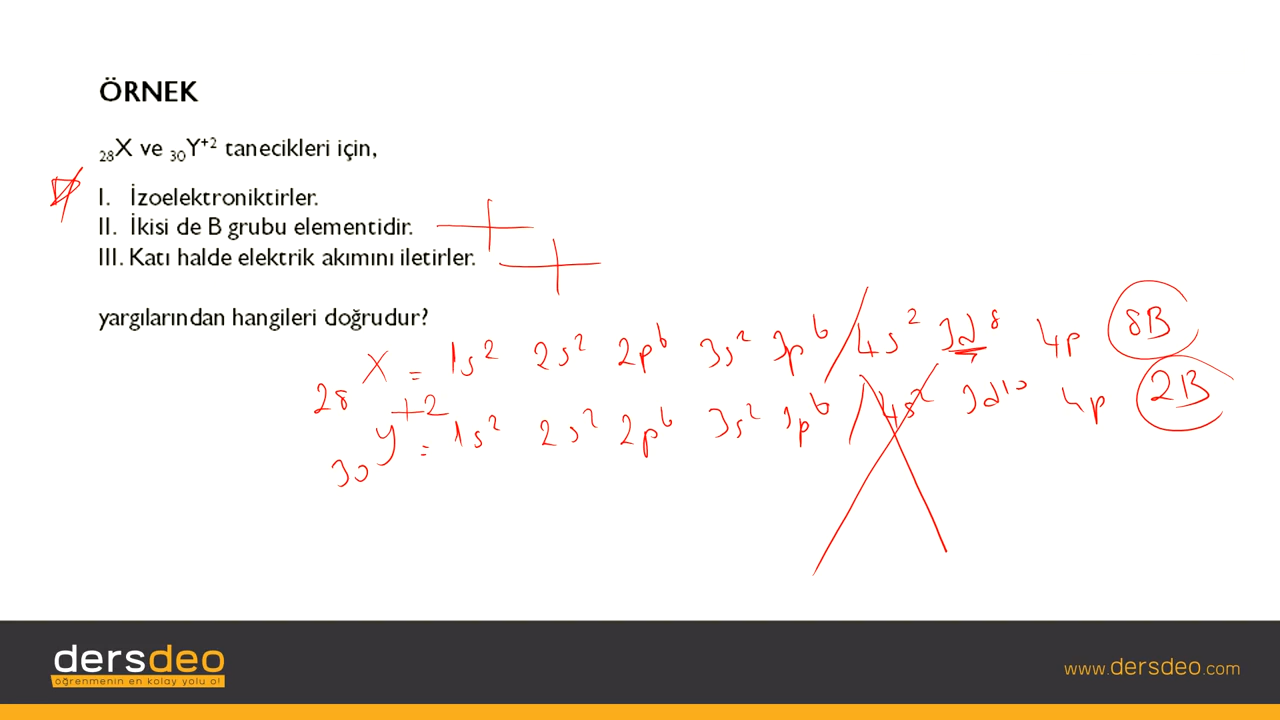 ÖRNEK
₂₈X ve ₃₀Y⁺² tanecikleri için,
I. İzoelektroniktirler.
II. İkisi de B grubu elementidir.
III. Katı halde elektrik akımını iletirler.
yargılarından hangileri doğrudur?
₂₈X = 1s² 2s² 2p⁶ 3s² 3p⁶ / 4s² 3d⁸ 4p 8B
₃₀Y⁺² = 1s² 2s² 2p⁶ 3s² 3p⁶ / 4s² 3d¹⁰ 4p 2B
dersdeo
öğrenmenin en kolay yolu o!
www.dersdeo.com